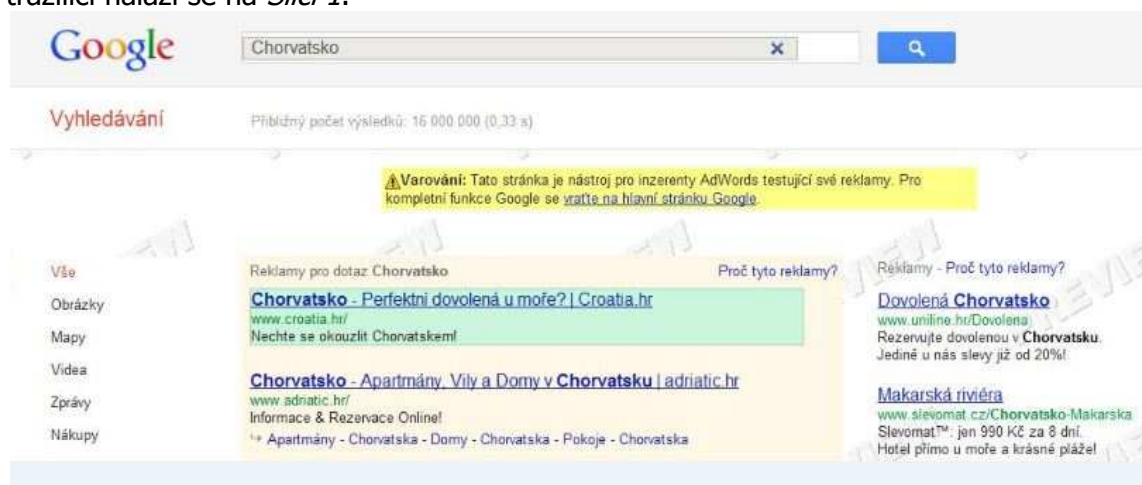 tražilici nalazi se na Slici 1.
Google
Chorvatsko
Vyhledávání
Přibližný počet výsledků: 16 000 000 (0,33 s)
Varování: Tato stránka je nástroj pro inzerenty AdWords testující své reklamy. Pro
kompletní funkce Google se vraťte na hlavní stránku Google.
Vše
Obrázky
Mapy
Videa
Zprávy
Nákupy
Reklamy pro dotaz Chorvatsko
Proč tyto reklamy?
Chorvatsko - Perfektní dovolená u moře? | Croatia.hr
www.croatia.hr/
Nechte se okouzlit Chorvatskem!
Chorvatsko - Apartmány, Vily a Domy v Chorvatsku | adriatic.hr
www.adriatic.hr/
Informace & Rezervace Online!
Apartmány - Chorvatska - Domy - Chorvatska - Pokoje - Chorvatska
Reklamy - Proč tyto reklamy?
Dovolená Chorvatsko
www.uniline.hr/Dovolena
Rezervujte dovolenou v Chorvatsku.
Jedině u nás slevy již od 20%!
Makarská riviéra
www.slevomat.cz/Chorvatsko-Makarska
Slevomat™: jen 990 Kč za 8 dní.
Hotel přímo u moře a krásné pláže!